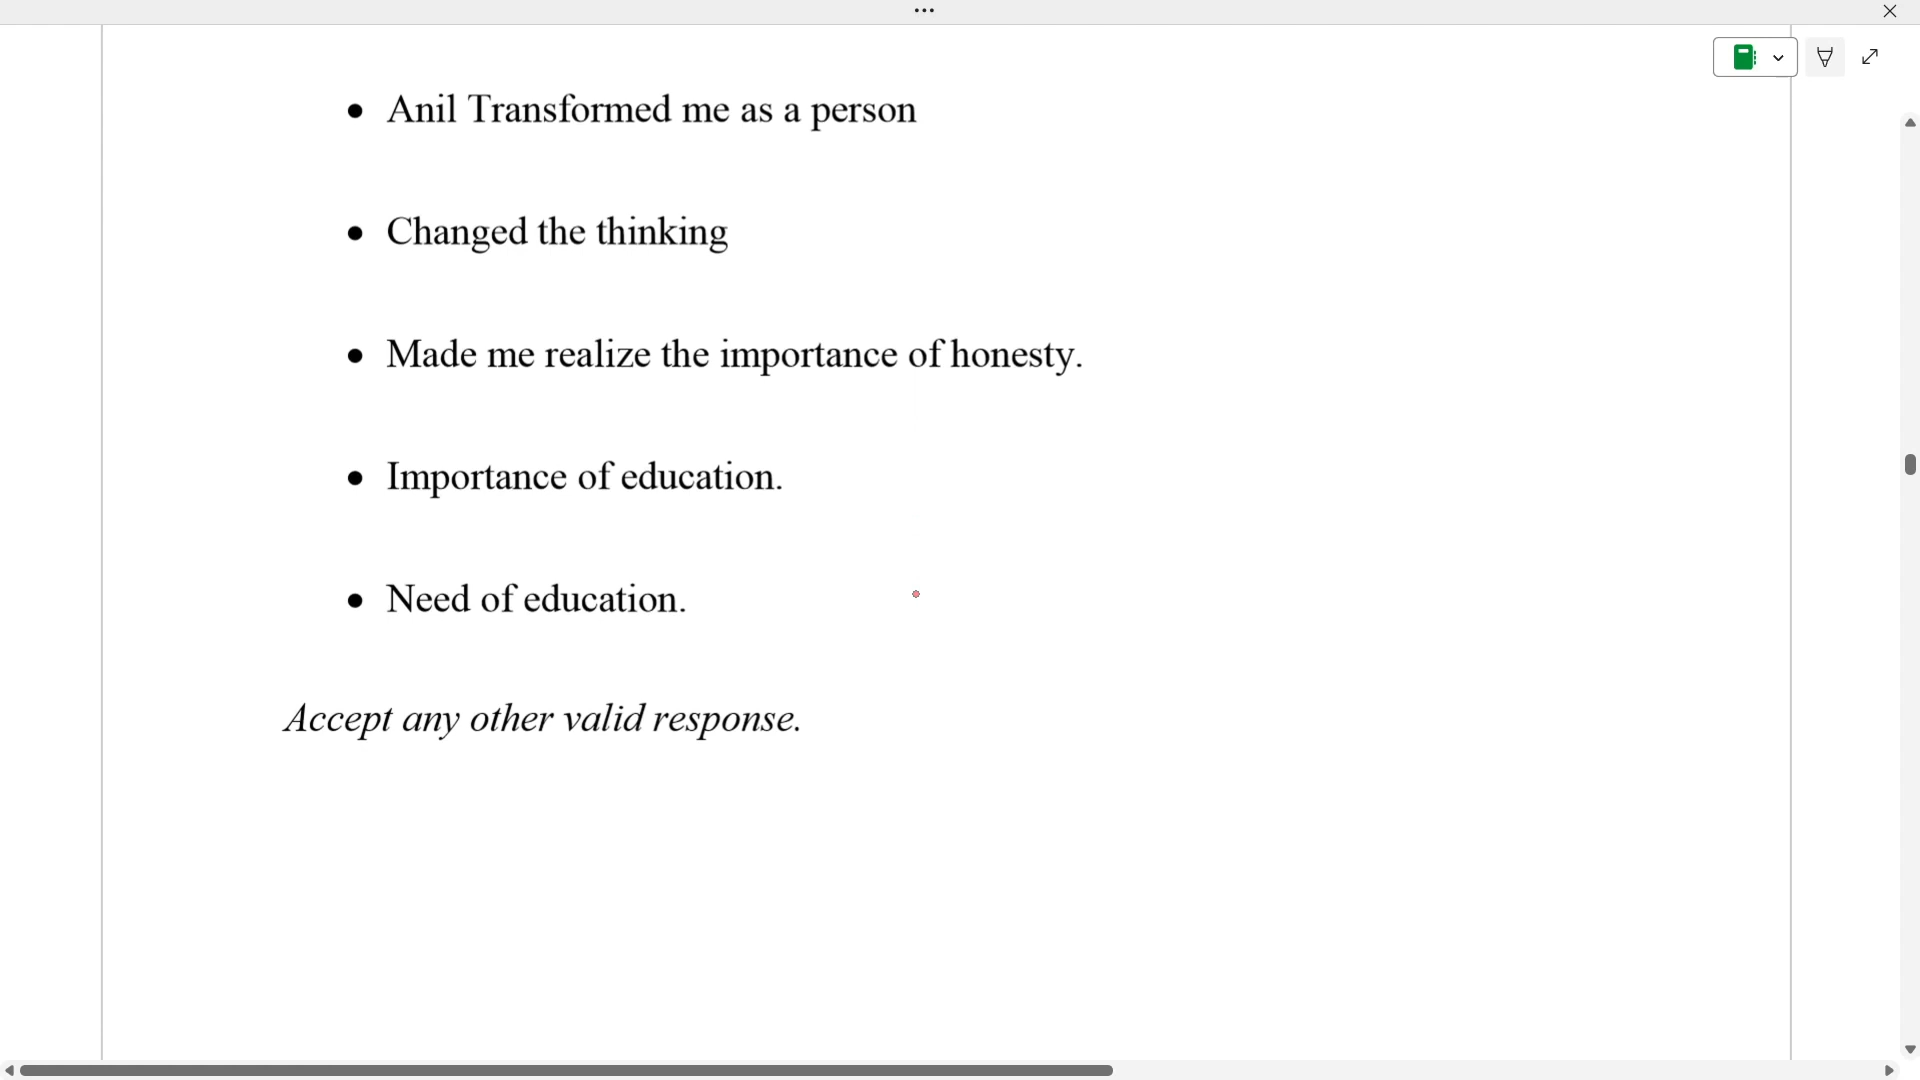 • Anil Transformed me as a person
• Changed the thinking
• Made me realize the importance of honesty.
• Importance of education.
• Need of education.
Accept any other valid response.